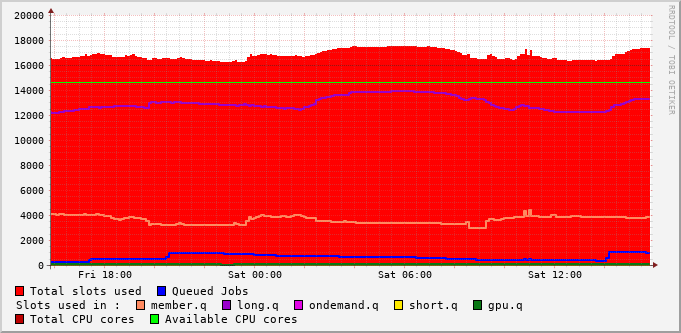 20000
18000
16000
14000
12000
10000
8000
6000
4000
2000
0
Fri 18:00 Sat 00:00 Sat 06:00 Sat 12:00
RRDTOOL / TOBI OETIKER
Total slots used Queued Jobs
Slots used in : member.q long.q ondemand.q short.q gpu.q
Total CPU cores Available CPU cores